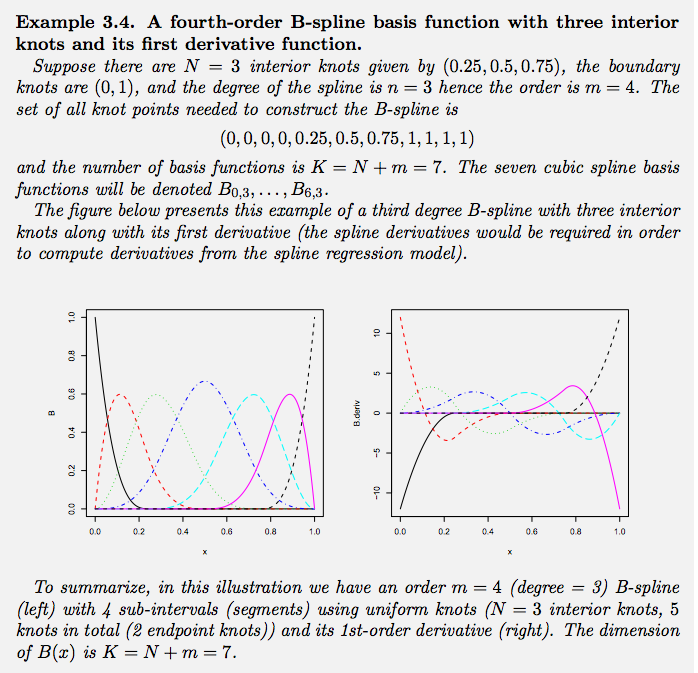 Example 3.4. A fourth-order B-spline basis function with three interior
knots and its first derivative function.
Suppose there are N = 3 interior knots given by (0.25, 0.5, 0.75), the boundary
knots are (0, 1), and the degree of the spline is n = 3 hence the order is m = 4. The
set of all knot points needed to construct the B-spline is
(0, 0, 0, 0, 0.25, 0.5, 0.75, 1, 1, 1, 1)
and the number of basis functions is K = N + m = 7. The seven cubic spline basis
functions will be denoted B₀,₃, . . . , B₆,₃.
The figure below presents this example of a third degree B-spline with three interior
knots along with its first derivative (the spline derivatives would be required in order
to compute derivatives from the spline regression model).
B
1.0
0.8
0.6
0.4
0.2
0.0
0.0 0.2 0.4 0.6 0.8 1.0
x
B.deriv
10
5
0
−5
−10
0.0 0.2 0.4 0.6 0.8 1.0
x
To summarize, in this illustration we have an order m = 4 (degree = 3) B-spline
(left) with 4 sub-intervals (segments) using uniform knots (N = 3 interior knots, 5
knots in total (2 endpoint knots)) and its 1st-order derivative (right). The dimension
of B(x) is K = N + m = 7.